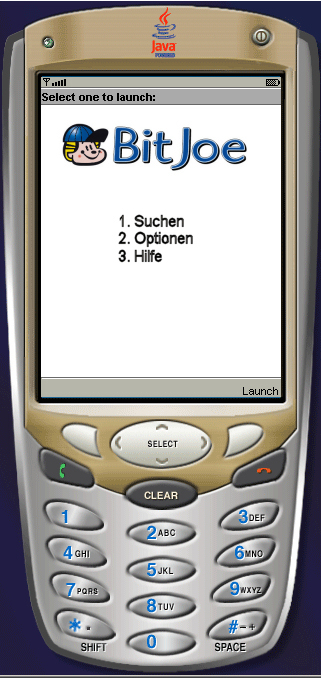 Java
POWERED
Select one to launch:
BitJoe
1. Suchen
2. Optionen
3. Hilfe
Launch
SELECT
CLEAR
1
2 ABC
3 DEF
4 GHI
5 JKL
6 MNO
7 PQRS
8 TUV
9 WXYZ
* .
0
# - +
SHIFT
SPACE